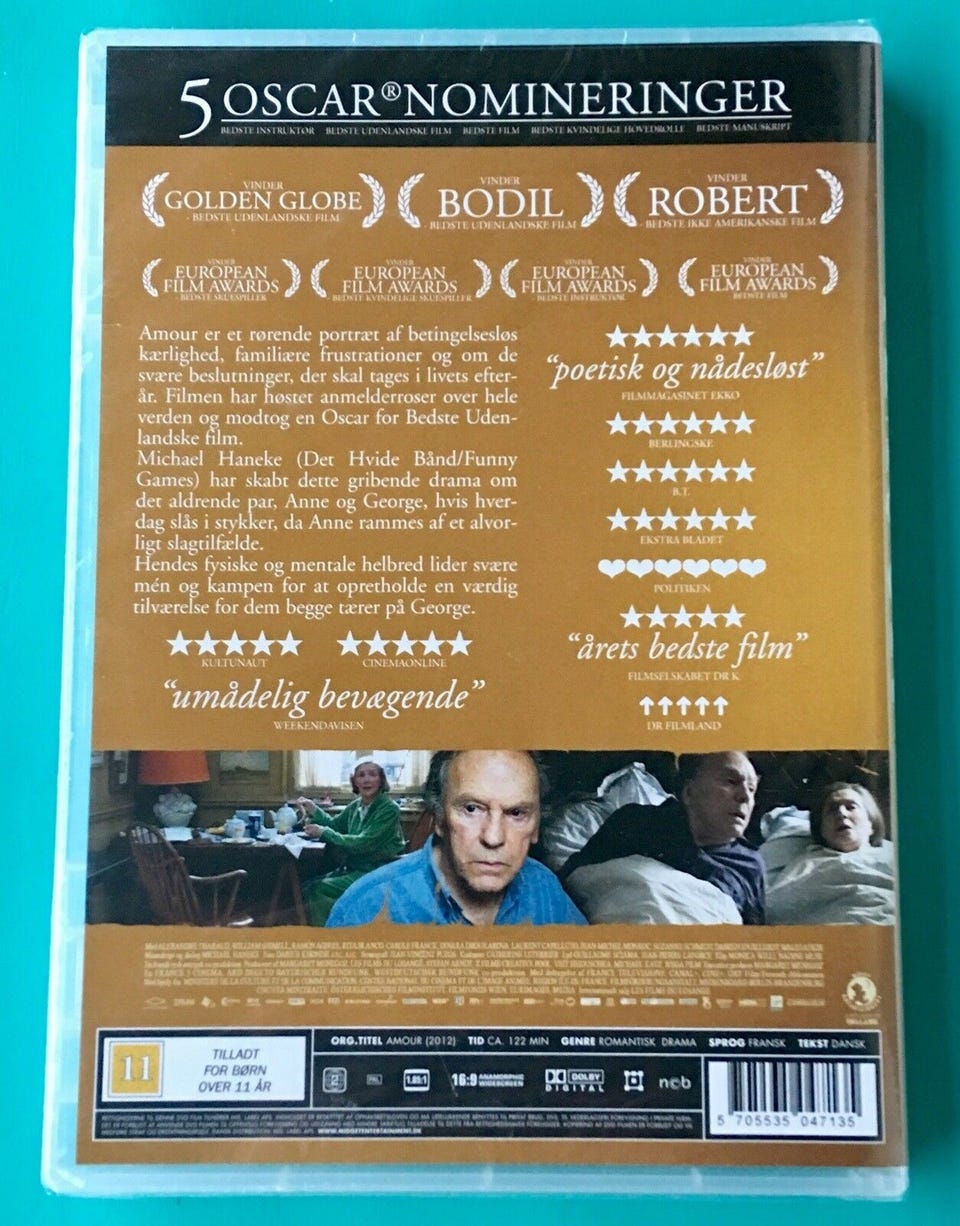 5 OSCAR® NOMINERINGER
BEDSTE INSTRUKTØR BEDSTE UDENLANDSKE FILM BEDSTE FILM BEDSTE KVINDELIGE HOVEDROLLE BEDSTE MANUSKRIPT
VINDER
GOLDEN GLOBE
- BEDSTE UDENLANDSKE FILM
VINDER
BODIL
- BEDSTE UDENLANDSKE FILM
VINDER
ROBERT
- BEDSTE IKKE AMERIKANSKE FILM
VINDER
EUROPEAN
FILM AWARDS
- BEDSTE SKUESPILLER
VINDER
EUROPEAN
FILM AWARDS
- BEDSTE KVINDELIGE SKUESPILLER
VINDER
EUROPEAN
FILM AWARDS
- BEDSTE INSTRUKTØR
VINDER
EUROPEAN
FILM AWARDS
BEDSTE FILM
Amour er et rørende portræt af betingelsesløs
kærlighed, familiære frustrationer og om de
svære beslutninger, der skal tages i livets efter-
år. Filmen har høstet anmelderroser over hele
verden og modtog en Oscar for Bedste Uden-
landske film.
Michael Haneke (Det Hvide Bånd/Funny
Games) har skabt dette gribende drama om
det aldrende par, Anne og George, hvis hver-
dag slås i stykker, da Anne rammes af et alvor-
ligt slagtilfælde.
Hendes fysiske og mentale helbred lider svære
mén og kampen for at opretholde en værdig
tilværelse for dem begge tærer på George.
KULTUNAUT
CINEMAONLINE
“umådelig bevægende”
WEEKENDAVISEN
“poetisk og nådesløst”
FILMMAGASINET EKKO
BERLINGSKE
B.T.
EKSTRA BLADET
POLITIKEN
“årets bedste film”
FILMSELSKABET DR K
DR FILMLAND
11
TILLADT
FOR BØRN
OVER 11 ÅR
ORG.TITEL AMOUR (2012) TID CA. 122 MIN GENRE ROMANTISK DRAMA SPROG FRANSK TEKST DANSK
2
PAL
1.85:1
16:9 ANAMORPHIC
WIDESCREEN
DOLBY
DIGITAL
ncb
WWW.MIDGETENTERTAINMENT.DK
5 705535 047135